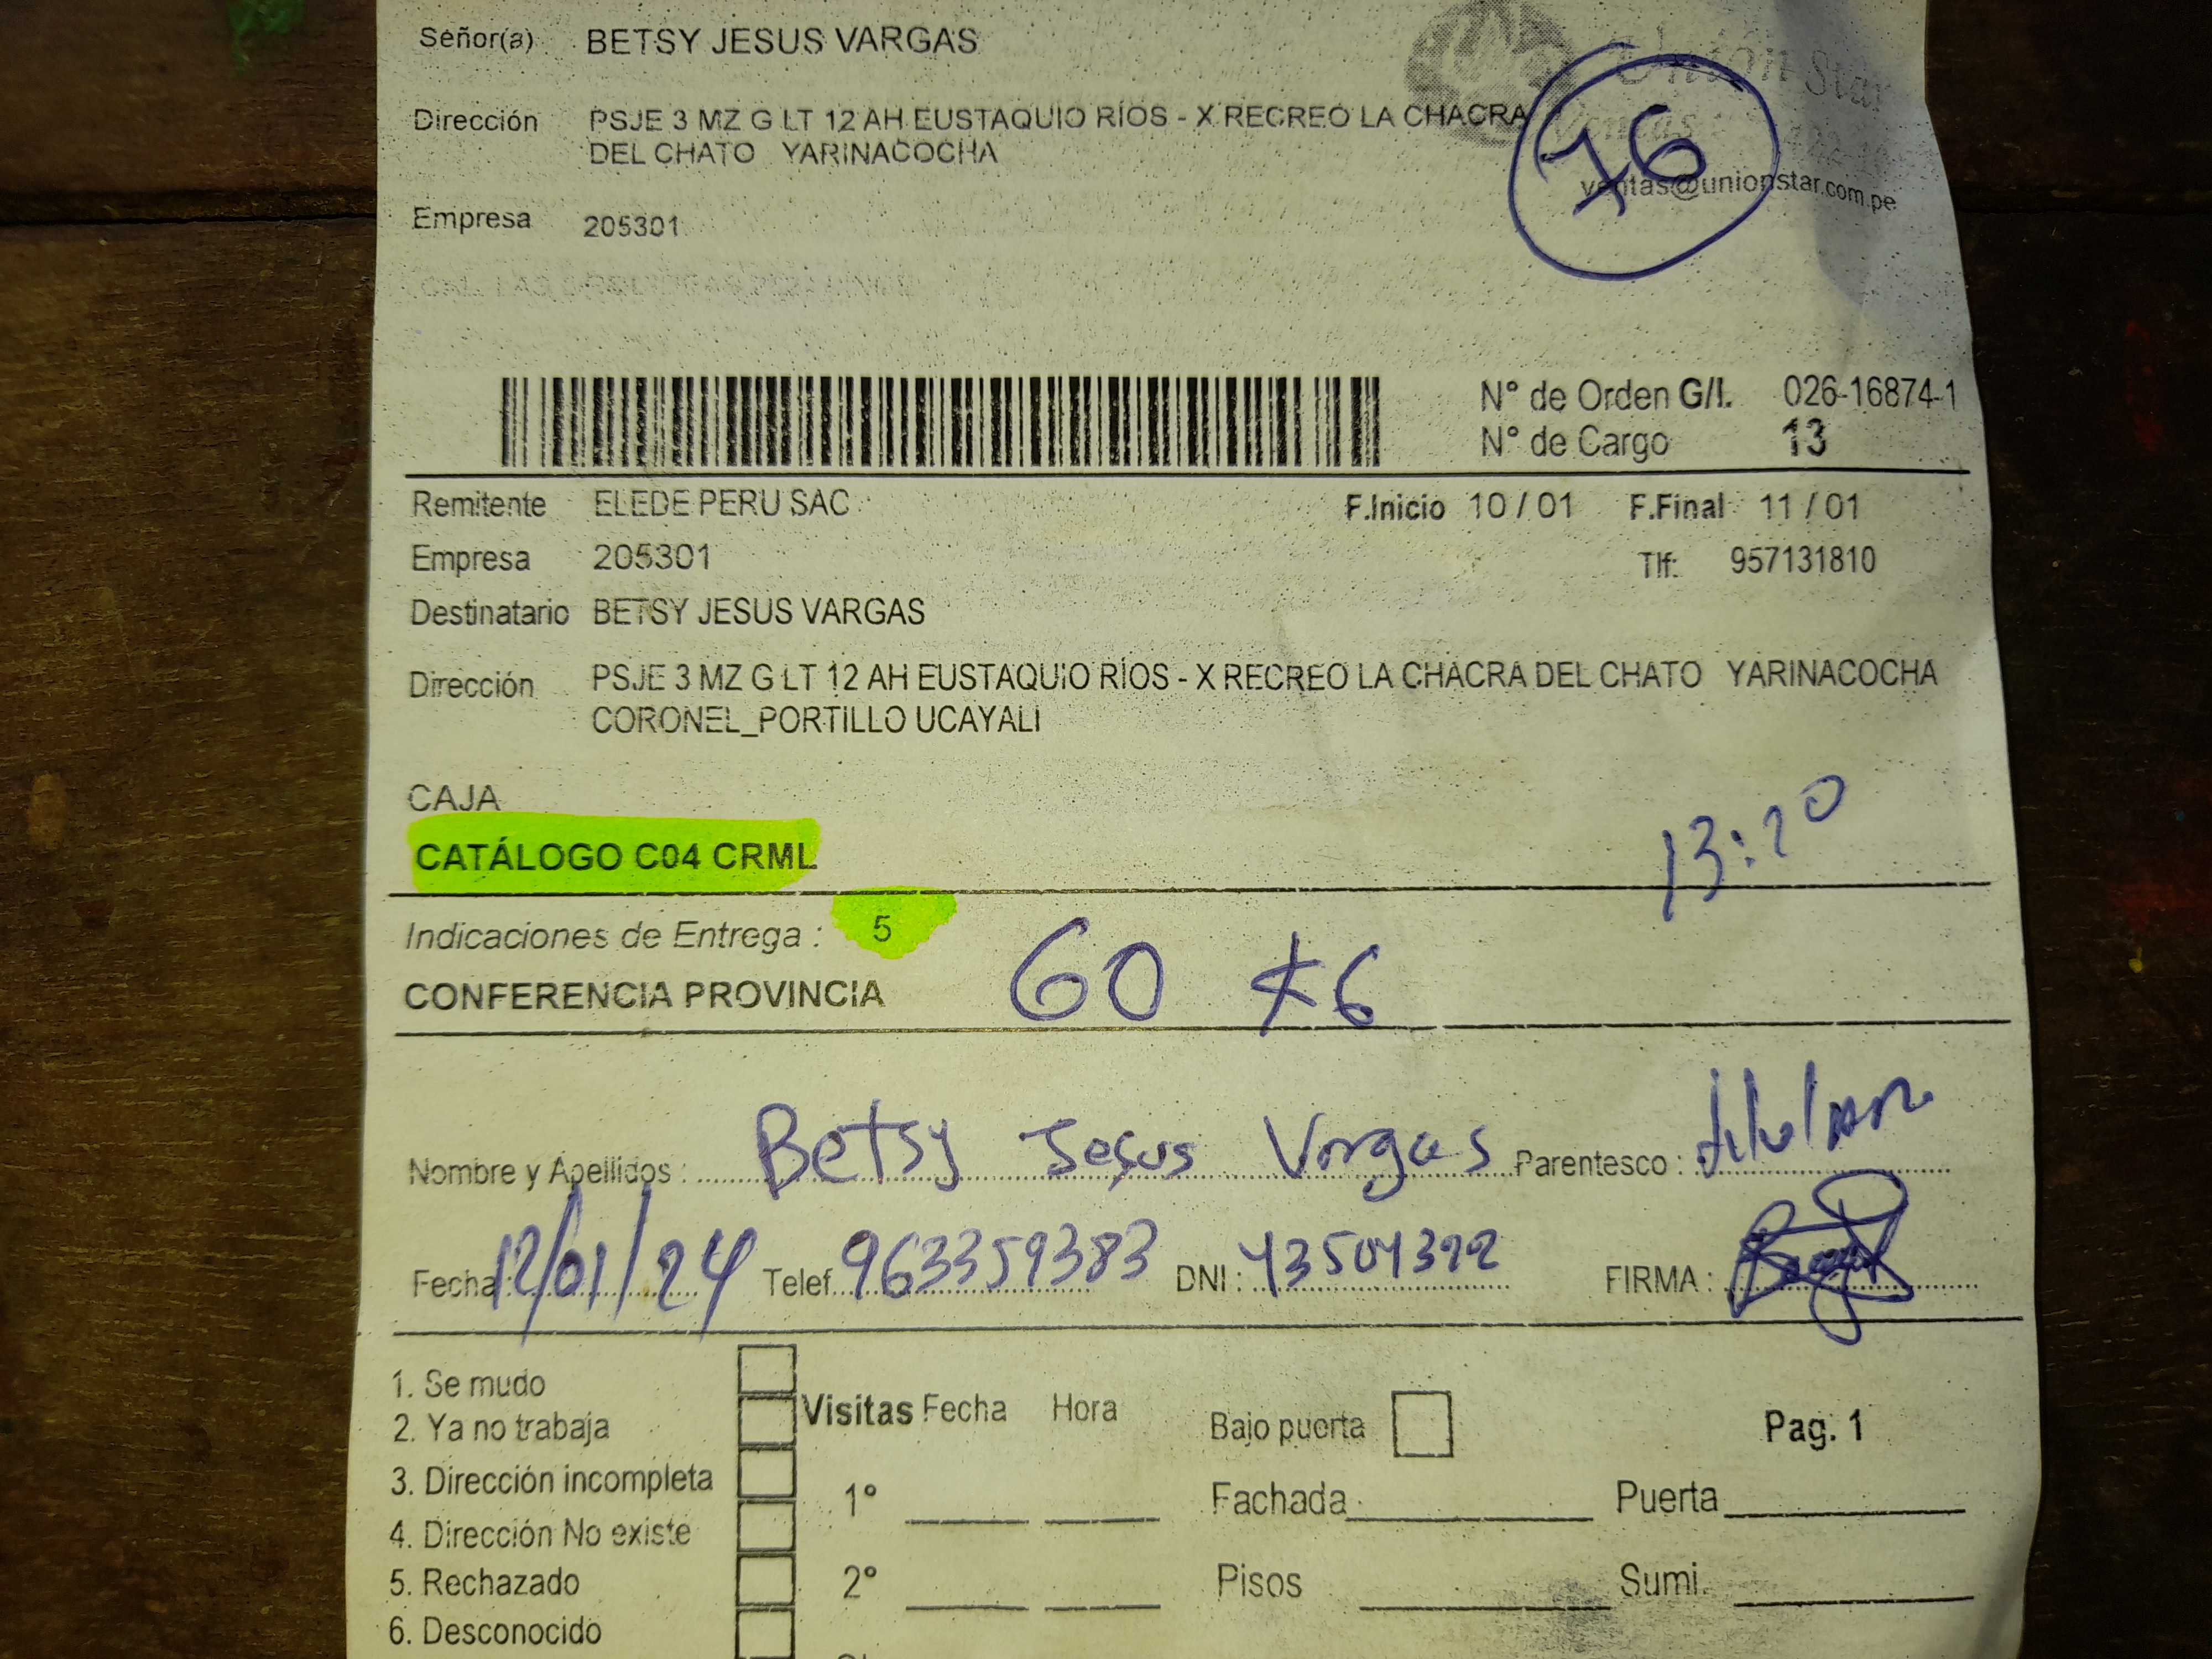 Señor(a) BETSY JESUS VARGAS
Unión Star
Dirección PSJE 3 MZ G LT 12 AH EUSTAQUIO RÍOS - X RECREO LA CHACRA
DEL CHATO YARINACOCHA
76
ventas@unionstar.com.pe
Empresa 205301
N° de Orden G/I. 026-16874-1
N° de Cargo 13
Remitente ELEDE PERU SAC F.Inicio 10 / 01 F.Final 11 / 01
Empresa 205301 Tlf: 957131810
Destinatario BETSY JESUS VARGAS
Dirección PSJE 3 MZ G LT 12 AH EUSTAQUIO RÍOS - X RECREO LA CHACRA DEL CHATO YARINACOCHA
CORONEL_PORTILLO UCAYALI
CAJA
CATÁLOGO C04 CRML
13:20
Indicaciones de Entrega : 5
CONFERENCIA PROVINCIA 60 K6
Nombre y Apellidos : Betsy Jesus Vargas Parentesco : titular
Fecha : 12/01/24 Telef. 963359383 DNI : 43504322 FIRMA :
1. Se mudo
2. Ya no trabaja
3. Dirección incompleta
4. Dirección No existe
5. Rechazado
6. Desconocido
Visitas Fecha Hora
1°
2°
Bajo puerta Pag. 1
Fachada Puerta
Pisos Sumi.